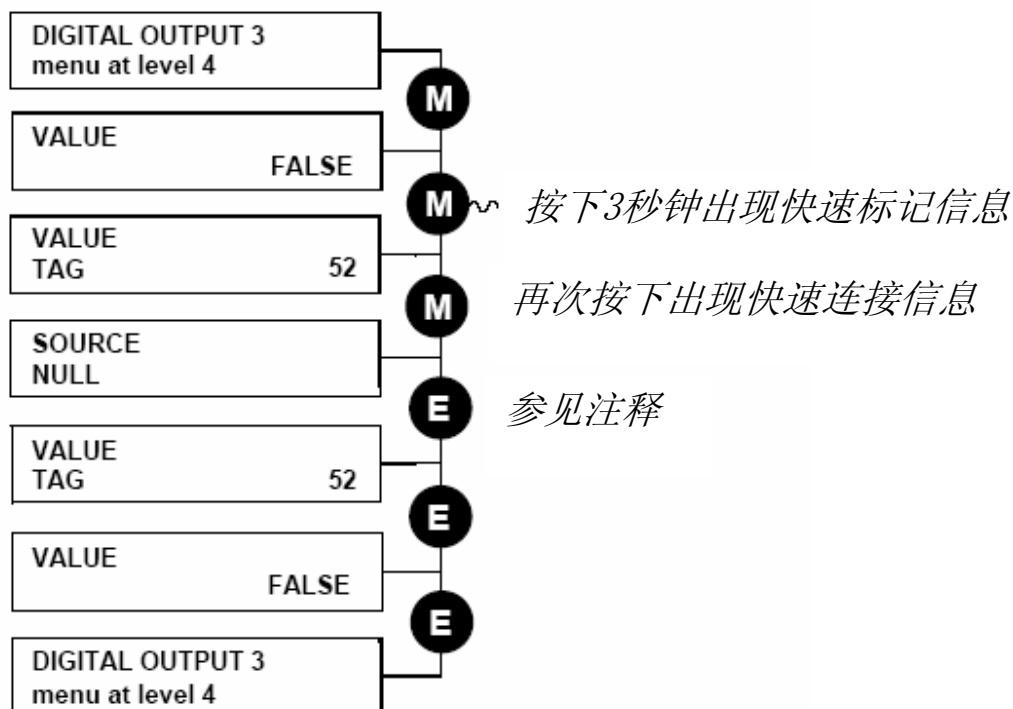 DIGITAL OUTPUT 3
menu at level 4
M
VALUE
FALSE
M
按下3秒钟出现快速标记信息
VALUE
TAG 52
M
再次按下出现快速连接信息
SOURCE
NULL
E
参见注释
VALUE
TAG 52
E
VALUE
FALSE
E
DIGITAL OUTPUT 3
menu at level 4